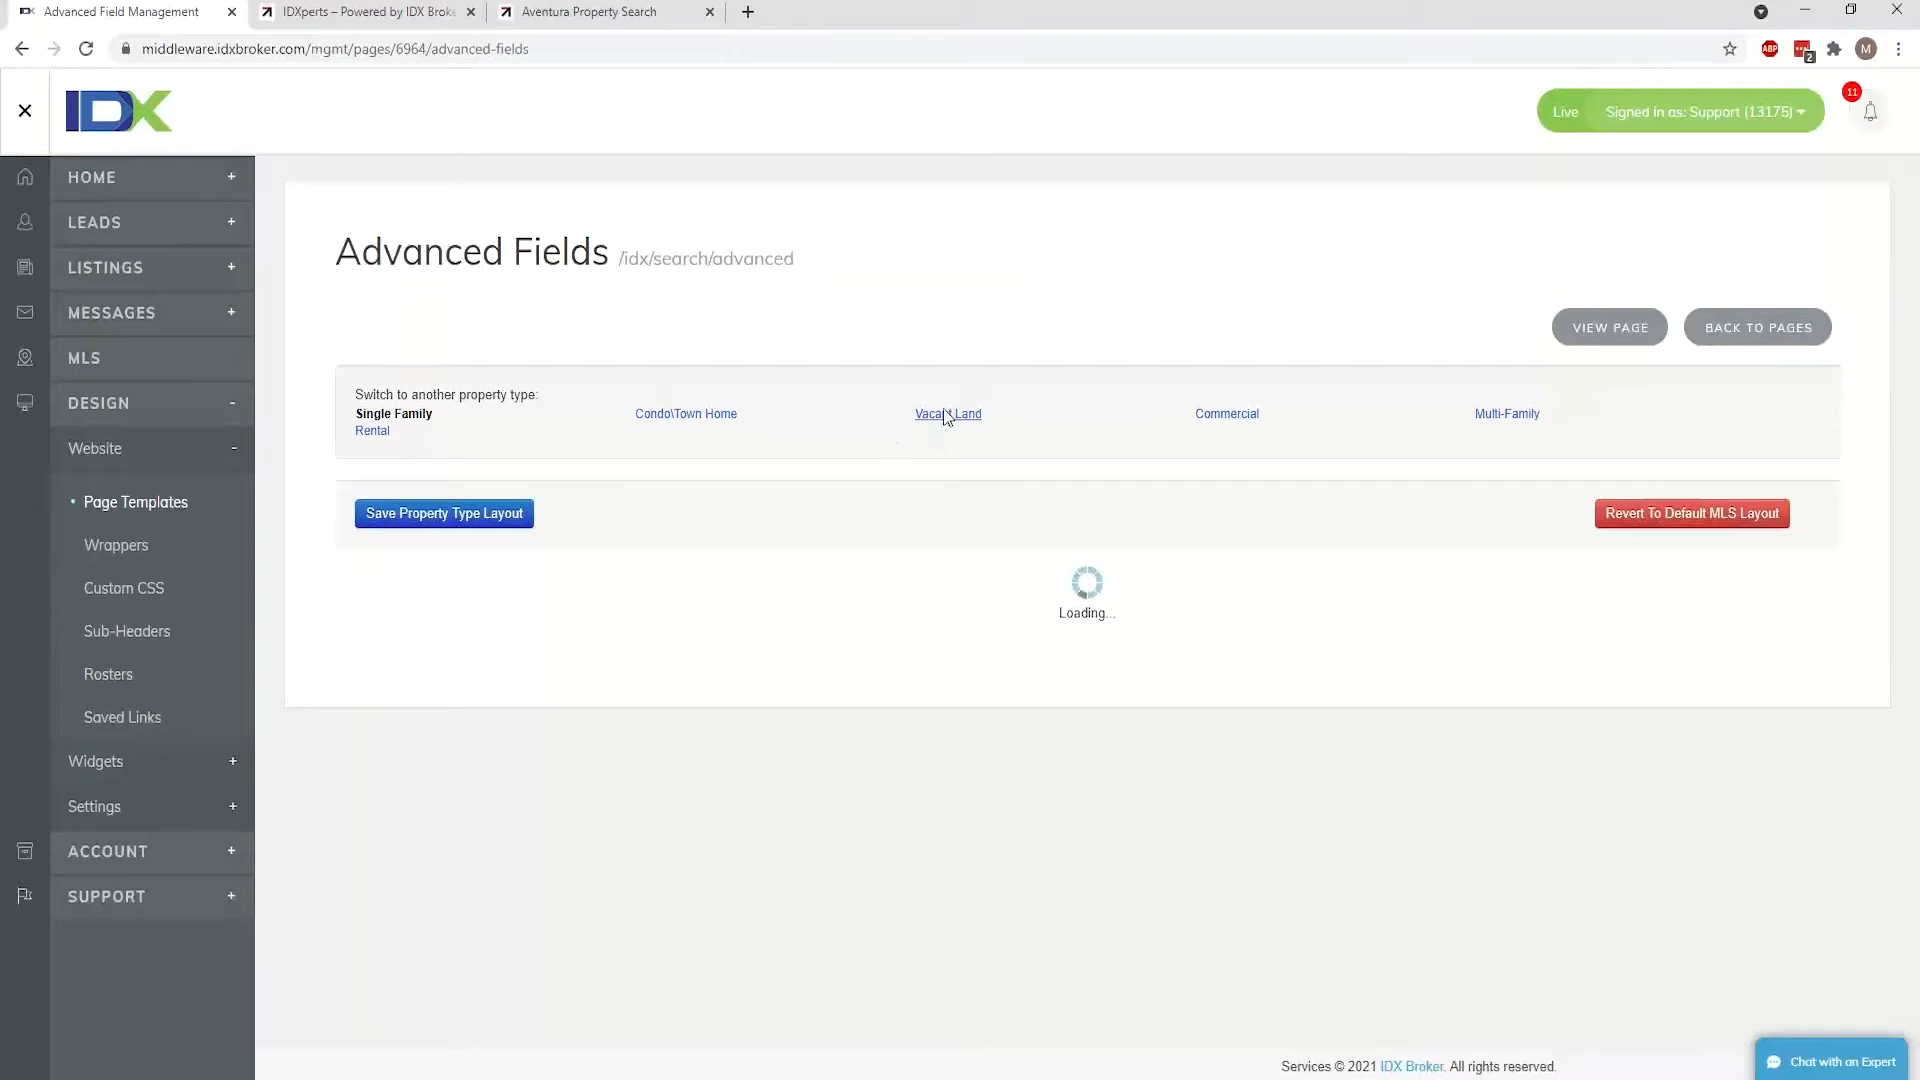 Advanced Field Management
IDXperts – Powered by IDX Broke
Aventura Property Search
middleware.idxbroker.com/mgmt/pages/6964/advanced-fields
ABP
2
M
IDX
Live Signed in as: Support (13175)
11
HOME +
LEADS +
LISTINGS +
MESSAGES +
MLS
DESIGN -
Website -
• Page Templates
Wrappers
Custom CSS
Sub-Headers
Rosters
Saved Links
Widgets +
Settings +
ACCOUNT +
SUPPORT +
Advanced Fields /idx/search/advanced
VIEW PAGE
BACK TO PAGES
Switch to another property type:
Single Family Condo\Town Home Vacant Land Commercial Multi-Family
Rental
Save Property Type Layout
Revert To Default MLS Layout
Loading...
Services © 2021 IDX Broker. All rights reserved.
Chat with an Expert